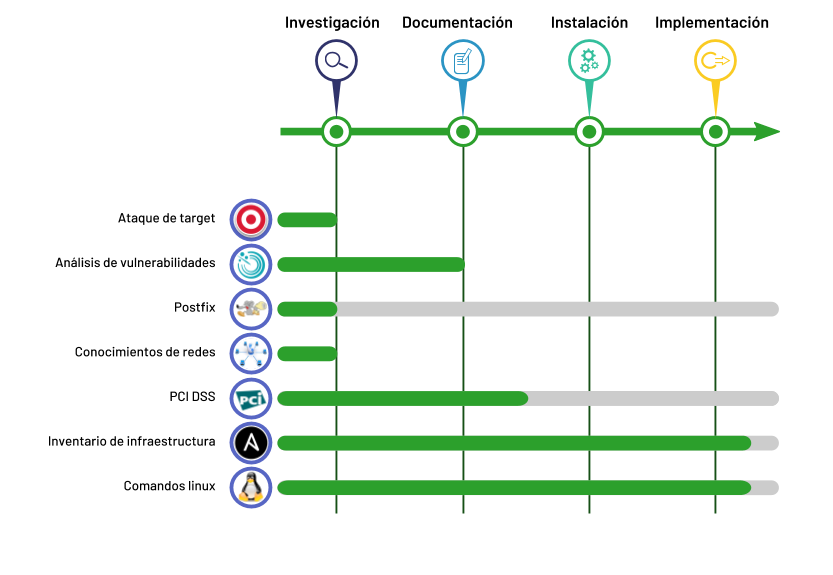 Investigación
Documentación
Instalación
Implementación
Ataque de target
Análisis de vulnerabilidades
Postfix
Conocimientos de redes
PCI DSS
PCI
Inventario de infraestructura
Comandos linux